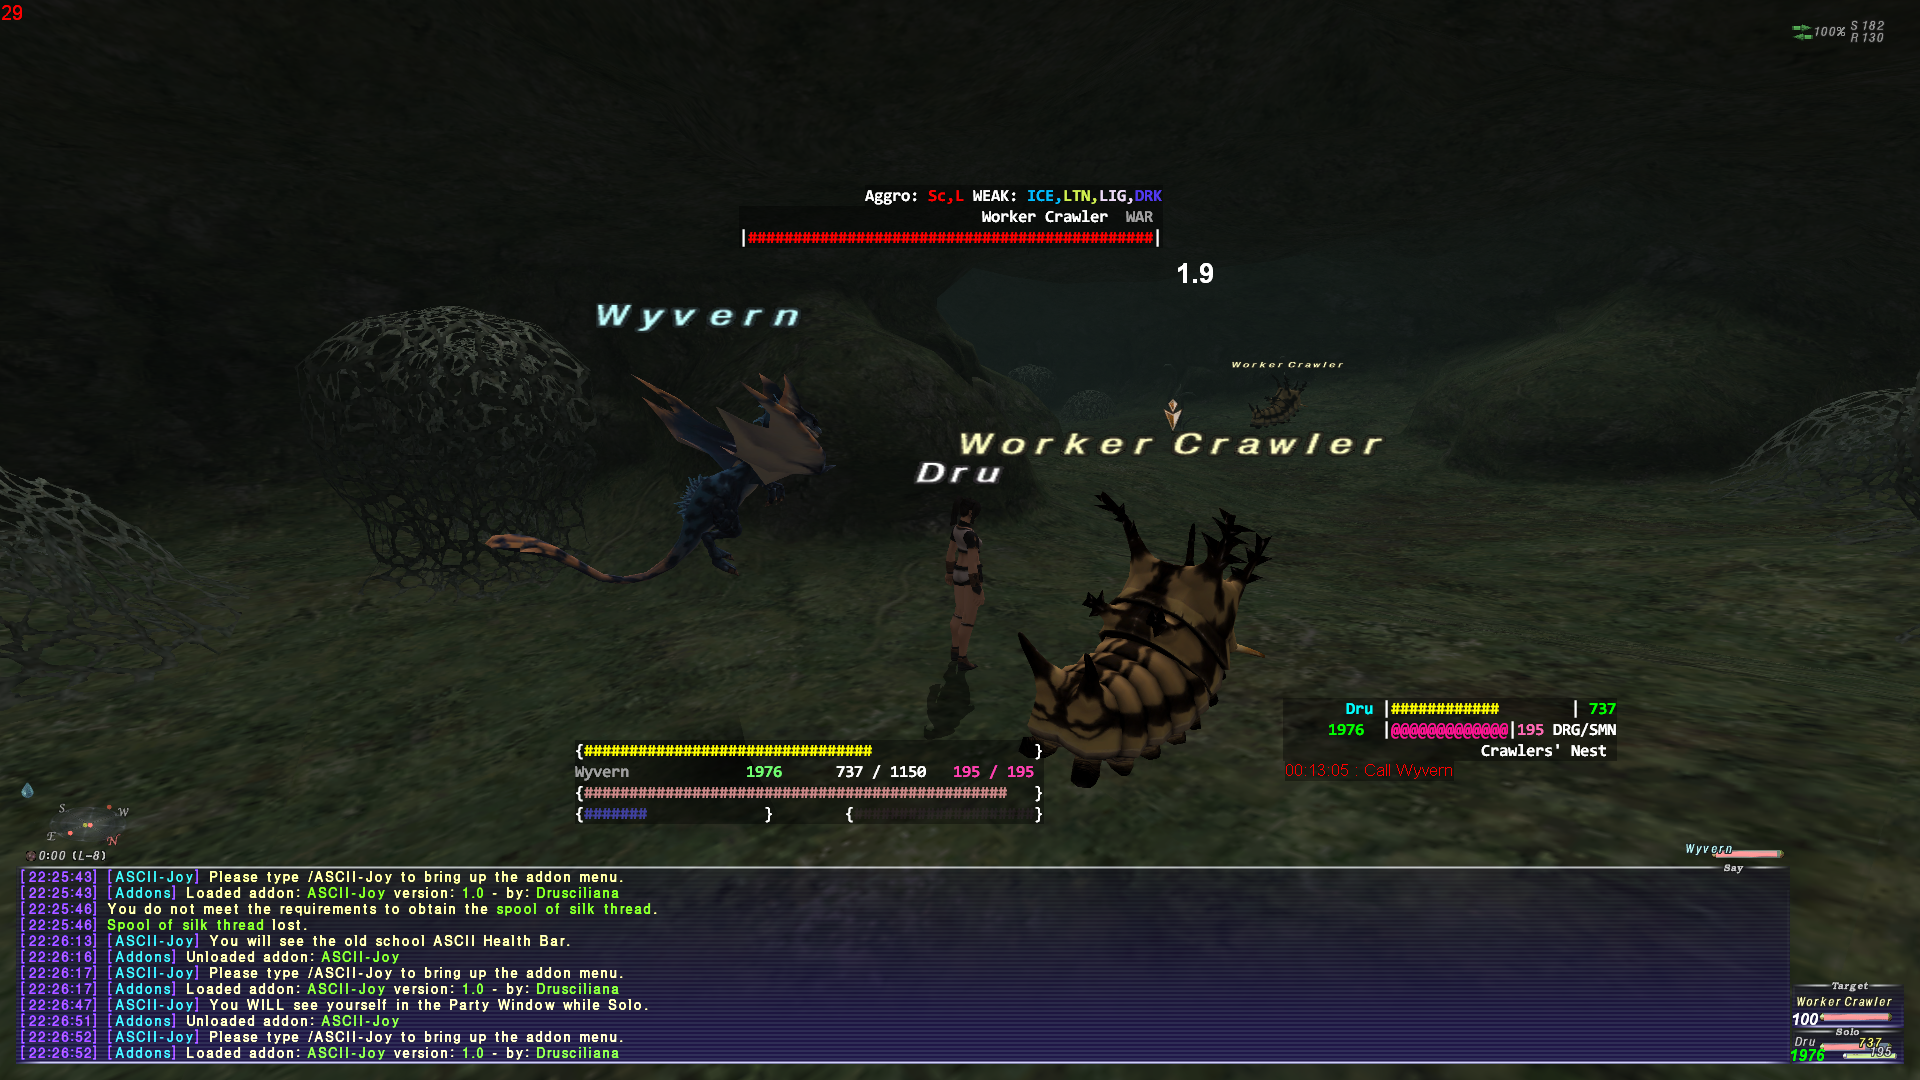 29
100% S 182
R 130
Aggro: Sc,L WEAK: ICE,LTN,LIG,DRK
Worker Crawler WAR
|#############################################|
1.9
Wyvern
Worker Crawler
Worker Crawler
Dru
Dru |############ | 737
1976 |@@@@@@@@@@@@@|195 DRG/SMN
Crawlers' Nest
00:13:05 : Call Wyvern
{################################ }
Wyvern 1976 737 / 1150 195 / 195
{############################################### }
{####### } { }
S W
E N
0:00 (L-8)
Wyvern
Say
[22:25:43] [ASCII-Joy] Please type /ASCII-Joy to bring up the addon menu.
[22:25:43] [Addons] Loaded addon: ASCII-Joy version: 1.0 - by: Drusciliana
[22:25:46] You do not meet the requirements to obtain the spool of silk thread.
[22:25:46] Spool of silk thread lost.
[22:26:13] [ASCII-Joy] You will see the old school ASCII Health Bar.
[22:26:16] [Addons] Unloaded addon: ASCII-Joy
[22:26:17] [ASCII-Joy] Please type /ASCII-Joy to bring up the addon menu.
[22:26:17] [Addons] Loaded addon: ASCII-Joy version: 1.0 - by: Drusciliana
[22:26:47] [ASCII-Joy] You WILL see yourself in the Party Window while Solo.
[22:26:51] [Addons] Unloaded addon: ASCII-Joy
[22:26:52] [ASCII-Joy] Please type /ASCII-Joy to bring up the addon menu.
[22:26:52] [Addons] Loaded addon: ASCII-Joy version: 1.0 - by: Drusciliana
Target
Worker Crawler
100
Solo
Dru 737
1976 195